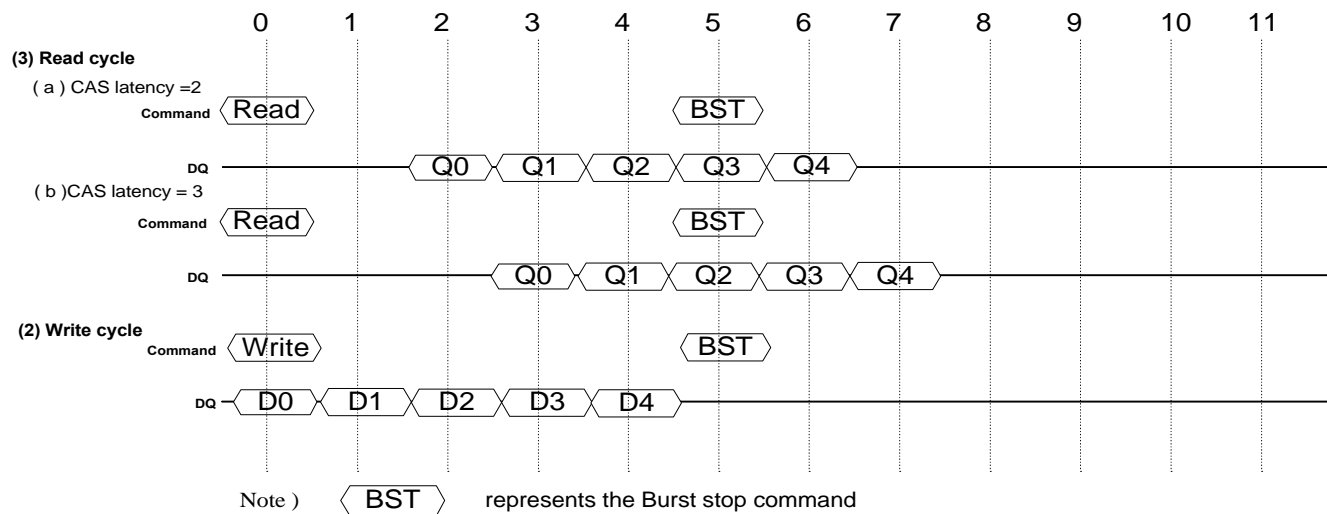 0 1 2 3 4 5 6 7 8 9 10 11
(3) Read cycle
( a ) CAS latency =2
Command Read BST
DQ Q0 Q1 Q2 Q3 Q4
( b )CAS latency = 3
Command Read BST
DQ Q0 Q1 Q2 Q3 Q4
(2) Write cycle
Command Write BST
DQ D0 D1 D2 D3 D4
Note ) BST represents the Burst stop command